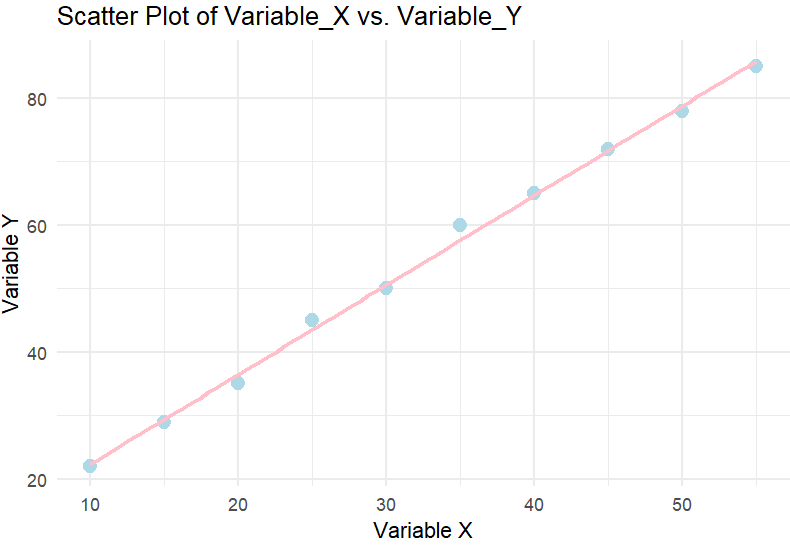 Scatter Plot of Variable_X vs. Variable_Y
Variable Y
80
60
40
20
10 20 30 40 50
Variable X